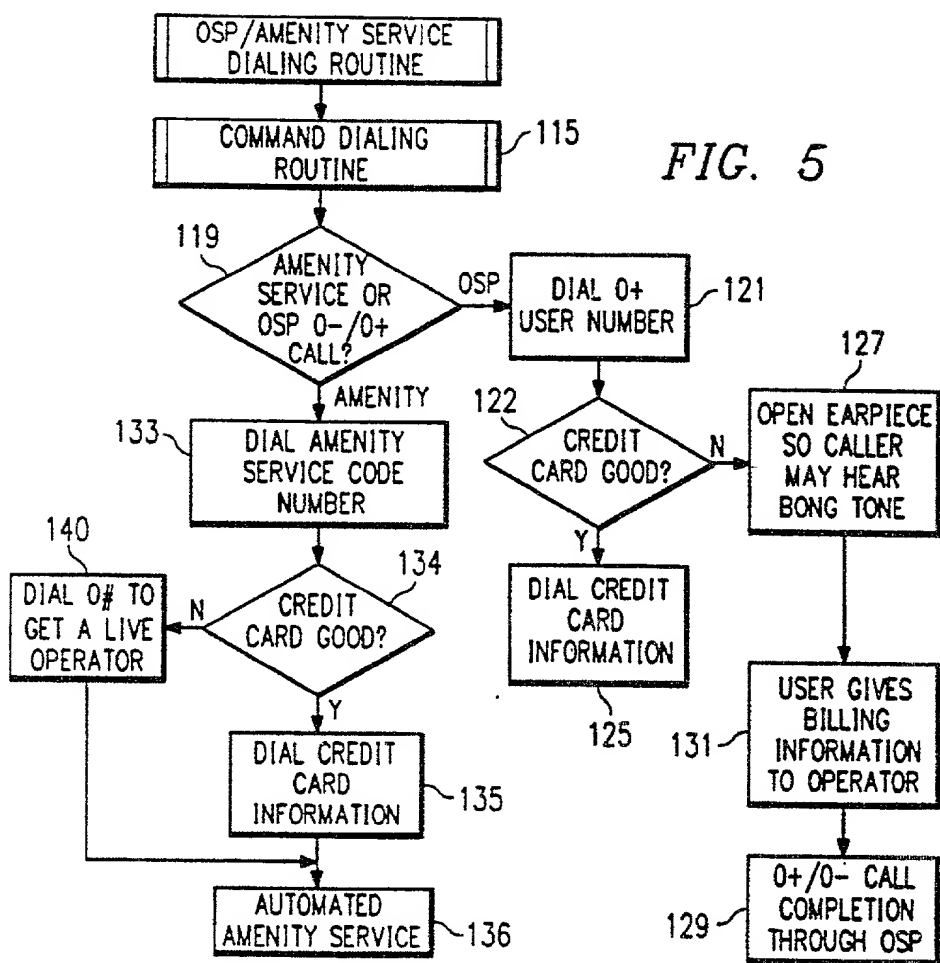 OSP/AMENITY SERVICE
DIALING ROUTINE
COMMAND DIALING
ROUTINE
115
FIG. 5
119
AMENITY
SERVICE OR
OSP 0-/0+
CALL?
OSP
DIAL 0+
USER NUMBER
121
AMENITY
133
DIAL AMENITY
SERVICE CODE
NUMBER
122
CREDIT
CARD GOOD?
N
Y
127
OPEN EARPIECE
SO CALLER
MAY HEAR
BONG TONE
140
DIAL 0# TO
GET A LIVE
OPERATOR
N
134
CREDIT
CARD GOOD?
Y
DIAL CREDIT
CARD
INFORMATION
125
USER GIVES
BILLING
INFORMATION
TO OPERATOR
131
DIAL CREDIT
CARD
INFORMATION
135
AUTOMATED
AMENITY SERVICE
136
0+/0- CALL
COMPLETION
THROUGH OSP
129